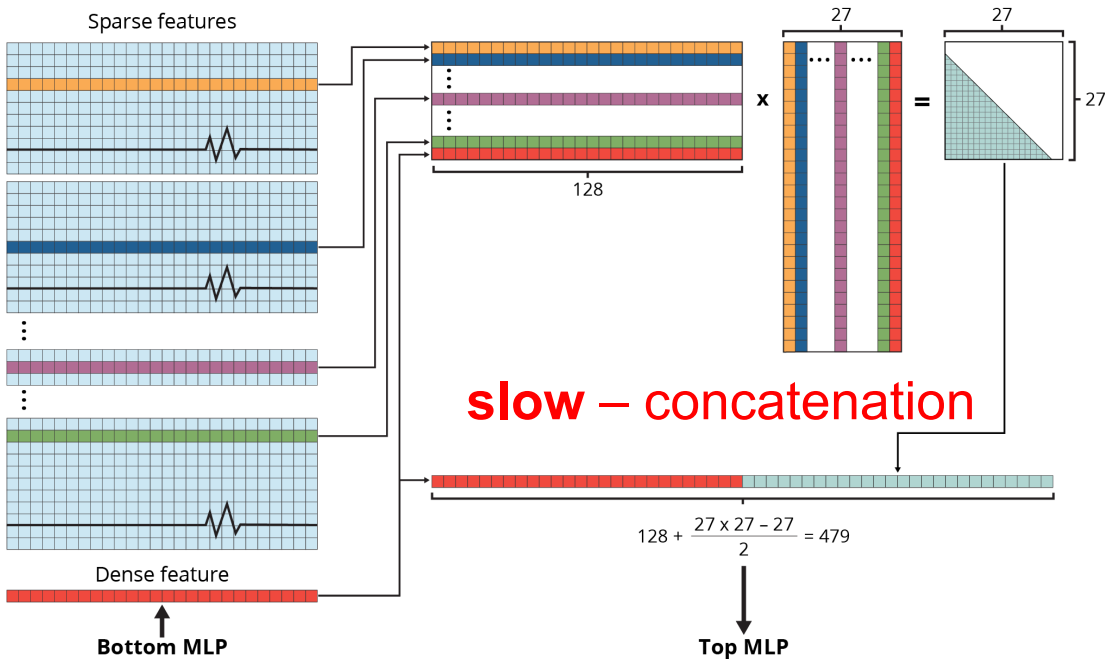 Sparse features
27
27
x
=
27
128
slow – concatenation
128 + 27 x 27 – 27 / 2 = 479
Dense feature
Bottom MLP
Top MLP